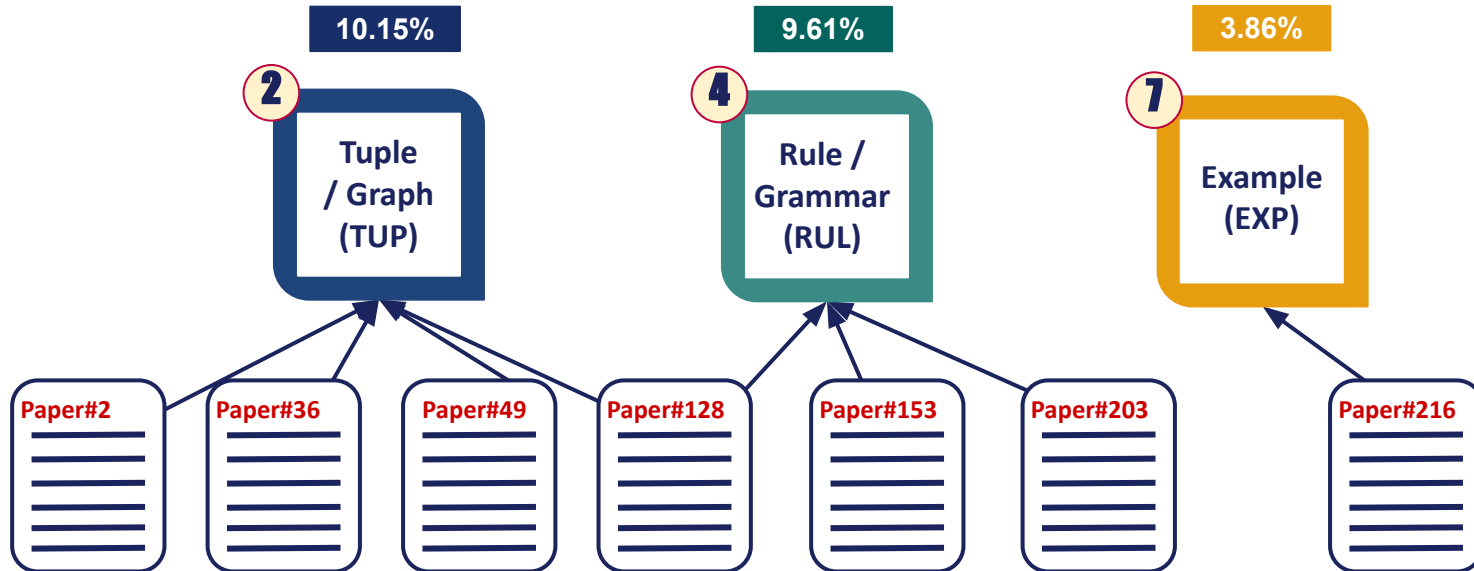 10.15%
9.61%
3.86%
2
4
7
Tuple
/ Graph
(TUP)
Rule /
Grammar
(RUL)
Example
(EXP)
Paper#2
Paper#36
Paper#49
Paper#128
Paper#153
Paper#203
Paper#216